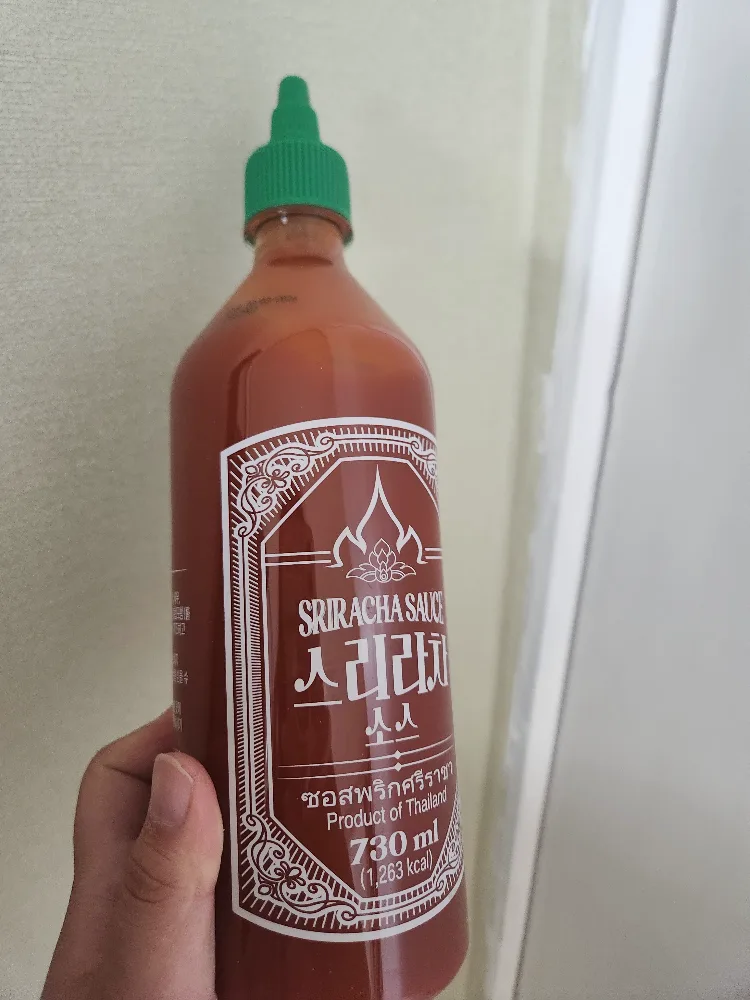 SRIRACHA SAUCE
스리라차
소스
ซอสพริกศรีราชา
Product of Thailand
730 ml
(1,263 kcal)